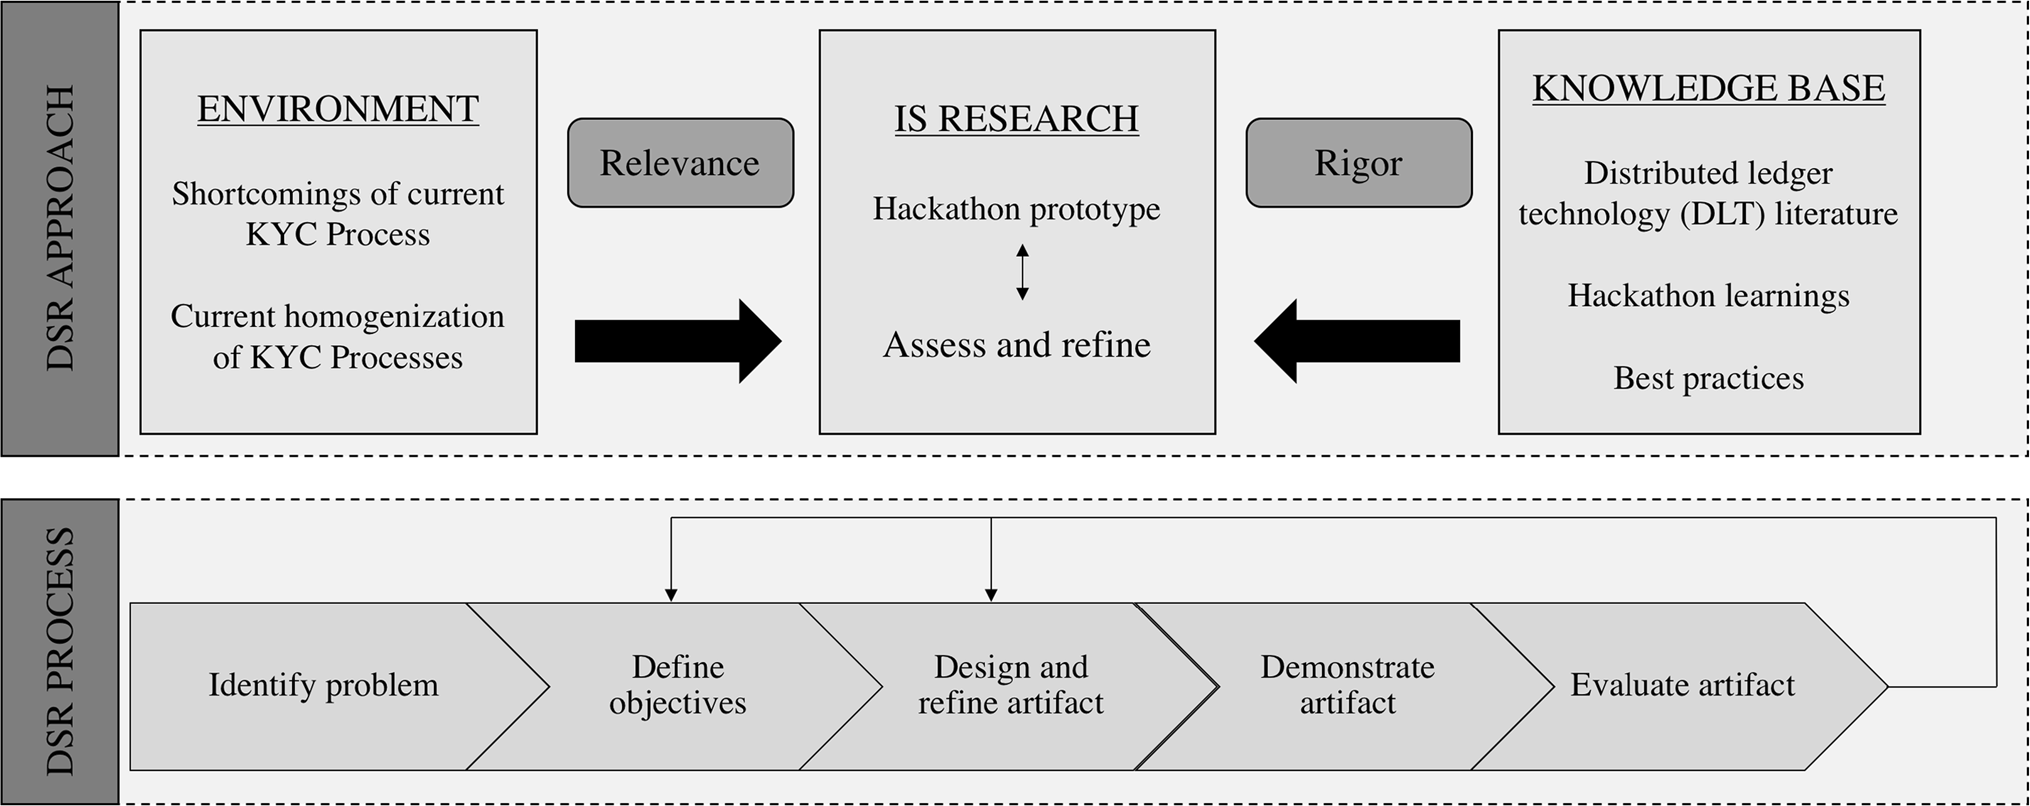 DSR APPROACH
ENVIRONMENT
Shortcomings of current
KYC Process
Current homogenization
of KYC Processes
Relevance
IS RESEARCH
Hackathon prototype
Assess and refine
Rigor
KNOWLEDGE BASE
Distributed ledger
technology (DLT) literature
Hackathon learnings
Best practices
DSR PROCESS
Identify problem
Define
objectives
Design and
refine artifact
Demonstrate
artifact
Evaluate artifact